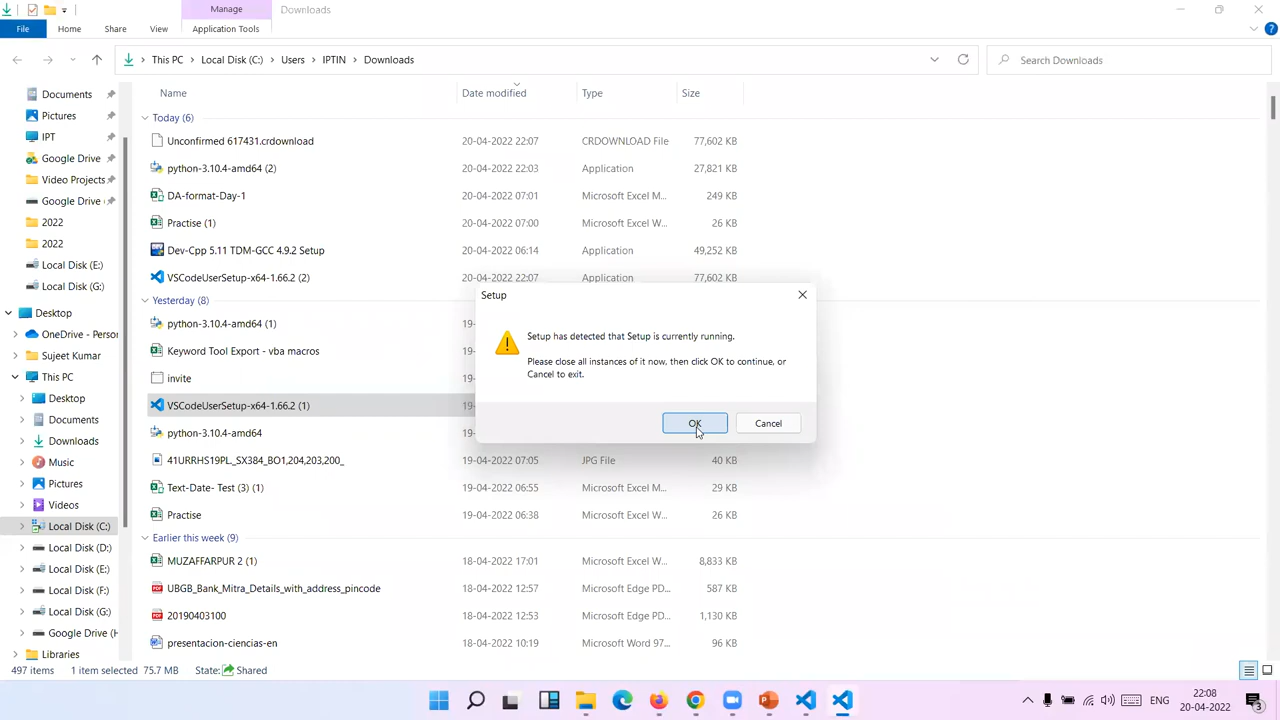 Manage
Downloads
File
Home
Share
View
Application Tools
This PC
Local Disk (C:)
Users
IPTIN
Downloads
Search Downloads
Name
Date modified
Type
Size
Documents
Pictures
IPT
Google Drive
Video Projects
Google Drive (
2022
2022
Local Disk (E:)
Local Disk (G:)
Desktop
OneDrive - Person
Sujeet Kumar
This PC
Desktop
Documents
Downloads
Music
Pictures
Videos
Local Disk (C:)
Local Disk (D:)
Local Disk (E:)
Local Disk (F:)
Local Disk (G:)
Google Drive (H
Libraries
Today (6)
Unconfirmed 617431.crdownload 20-04-2022 22:07 CRDOWNLOAD File 77,602 KB
python-3.10.4-amd64 (2) 20-04-2022 22:03 Application 27,821 KB
DA-format-Day-1 20-04-2022 07:01 Microsoft Excel M... 249 KB
Practise (1) 20-04-2022 07:00 Microsoft Excel W... 26 KB
Dev-Cpp 5.11 TDM-GCC 4.9.2 Setup 20-04-2022 06:14 Application 49,252 KB
VSCodeUserSetup-x64-1.66.2 (2) 20-04-2022 22:07 Application 77,602 KB
Yesterday (8)
python-3.10.4-amd64 (1) 19-
Keyword Tool Export - vba macros 19-
invite 19-
VSCodeUserSetup-x64-1.66.2 (1) 19-
python-3.10.4-amd64 19-
41URRHS19PL_SX384_BO1,204,203,200_ 19-04-2022 07:05 JPG File 40 KB
Text-Date- Test (3) (1) 19-04-2022 06:55 Microsoft Excel M... 29 KB
Practise 19-04-2022 06:38 Microsoft Excel W... 26 KB
Earlier this week (9)
MUZAFFARPUR 2 (1) 18-04-2022 17:01 Microsoft Excel W... 8,833 KB
UBGB_Bank_Mitra_Details_with_address_pincode 18-04-2022 12:57 Microsoft Edge PD... 587 KB
20190403100 18-04-2022 12:53 Microsoft Edge PD... 1,130 KB
presentacion-ciencias-en 18-04-2022 10:19 Microsoft Word 97... 96 KB
Setup
Setup has detected that Setup is currently running.
Please close all instances of it now, then click OK to continue, or
Cancel to exit.
OK
Cancel
497 items
1 item selected 75.7 MB
State: Shared
ENG
22:08
20-04-2022
3